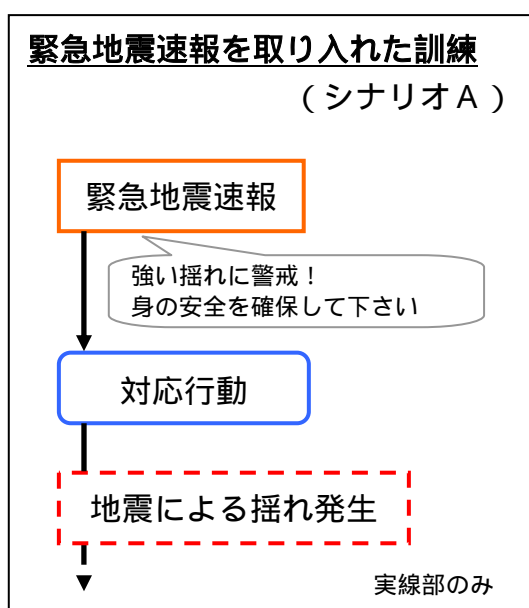 緊急地震速報を取り入れた訓練
（シナリオＡ）
緊急地震速報
強い揺れに警戒！
身の安全を確保して下さい
対応行動
地震による揺れ発生
実線部のみ